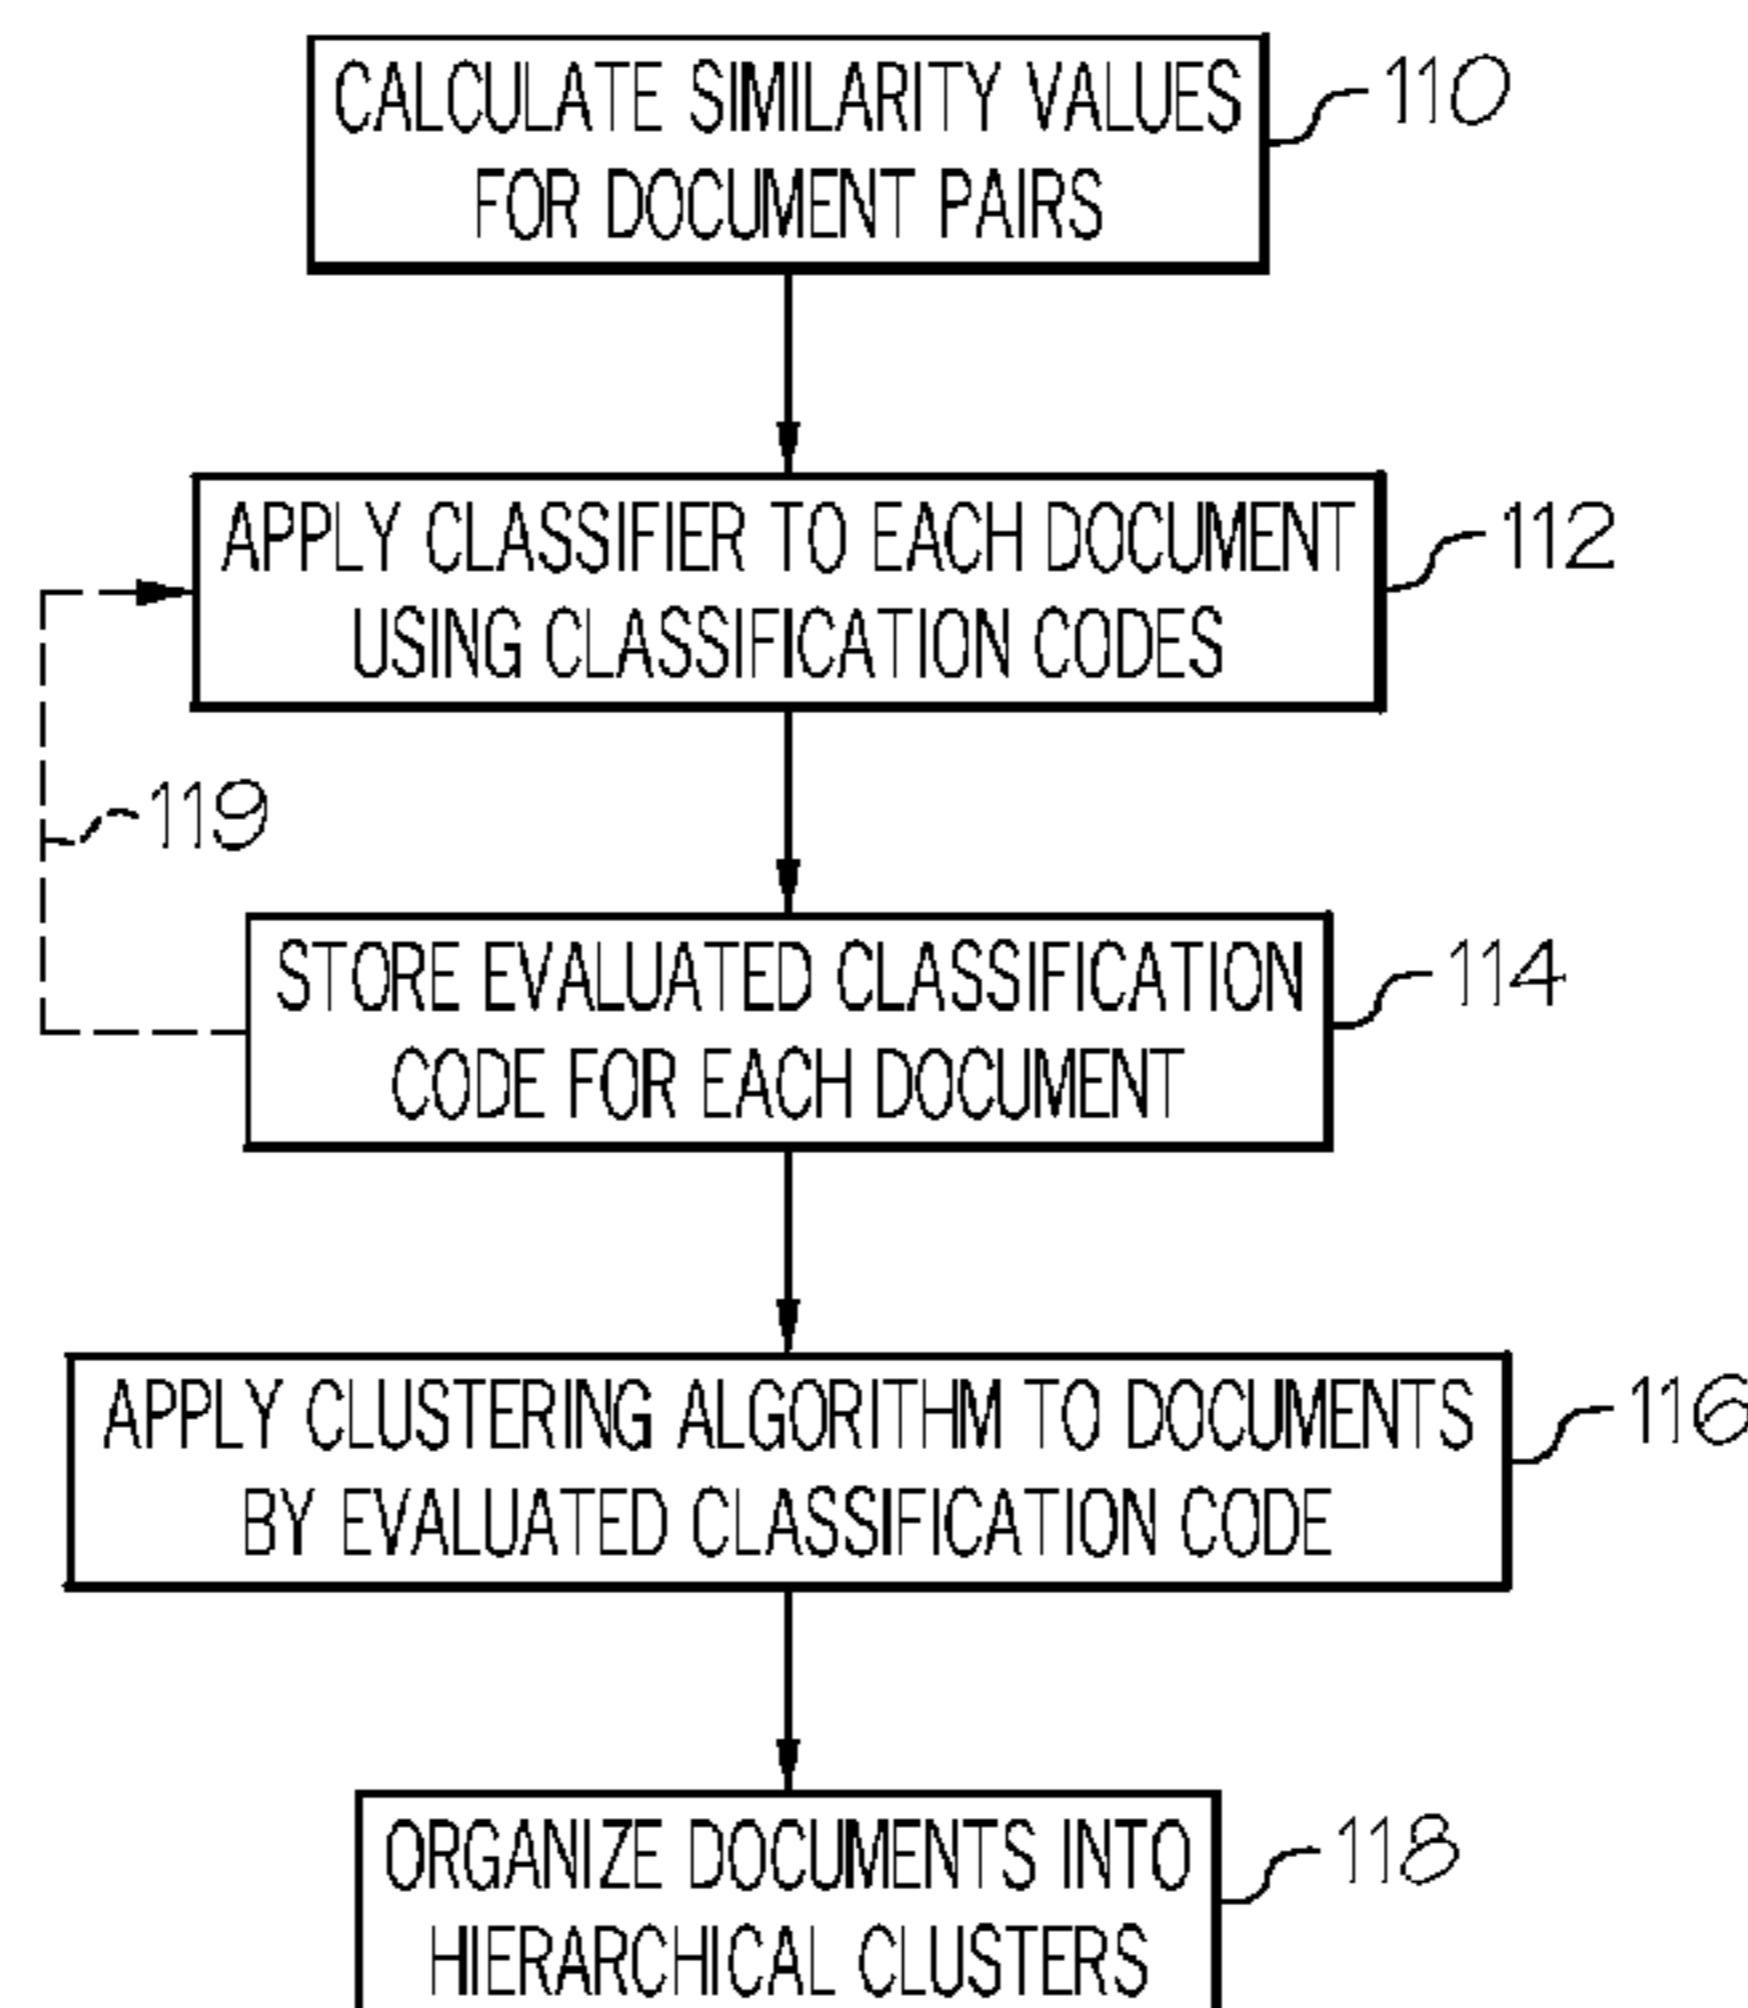 CALCULATE SIMILARITY VALUES
FOR DOCUMENT PAIRS
110
APPLY CLASSIFIER TO EACH DOCUMENT
USING CLASSIFICATION CODES
112
119
STORE EVALUATED CLASSIFICATION
CODE FOR EACH DOCUMENT
114
APPLY CLUSTERING ALGORITHM TO DOCUMENTS
BY EVALUATED CLASSIFICATION CODE
116
ORGANIZE DOCUMENTS INTO
HIERARCHICAL CLUSTERS
118